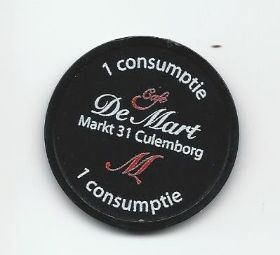 1 consumptie
Café
De Mart
Markt 31 Culemborg
M
1 consumptie